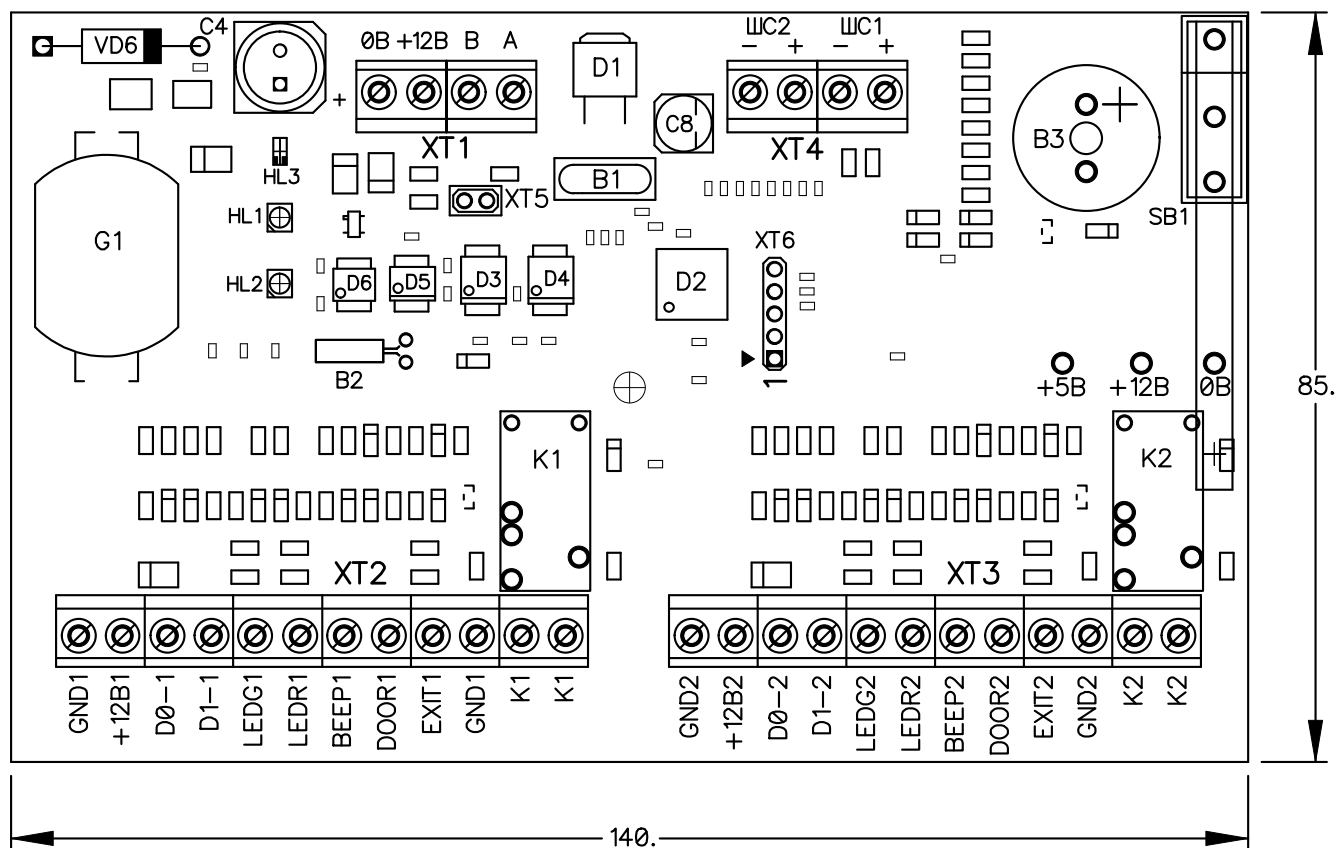 VD6
C4
+
0В +12В В А
D1
C8
ШС2 ШС1
− + − +
XT1
XT4
B3
SB1
HL3
B1
XT5
HL1
G1
HL2
XT6
D6
D5
D3
D4
D2
B2
1
+5В +12В 0В
85.
K1
K2
XT2
XT3
GND1
+12В1
D0−1
D1−1
LEDG1
LEDR1
BEEP1
DOOR1
EXIT1
GND1
K1
K1
GND2
+12В2
D0−2
D1−2
LEDG2
LEDR2
BEEP2
DOOR2
EXIT2
GND2
K2
K2
140.